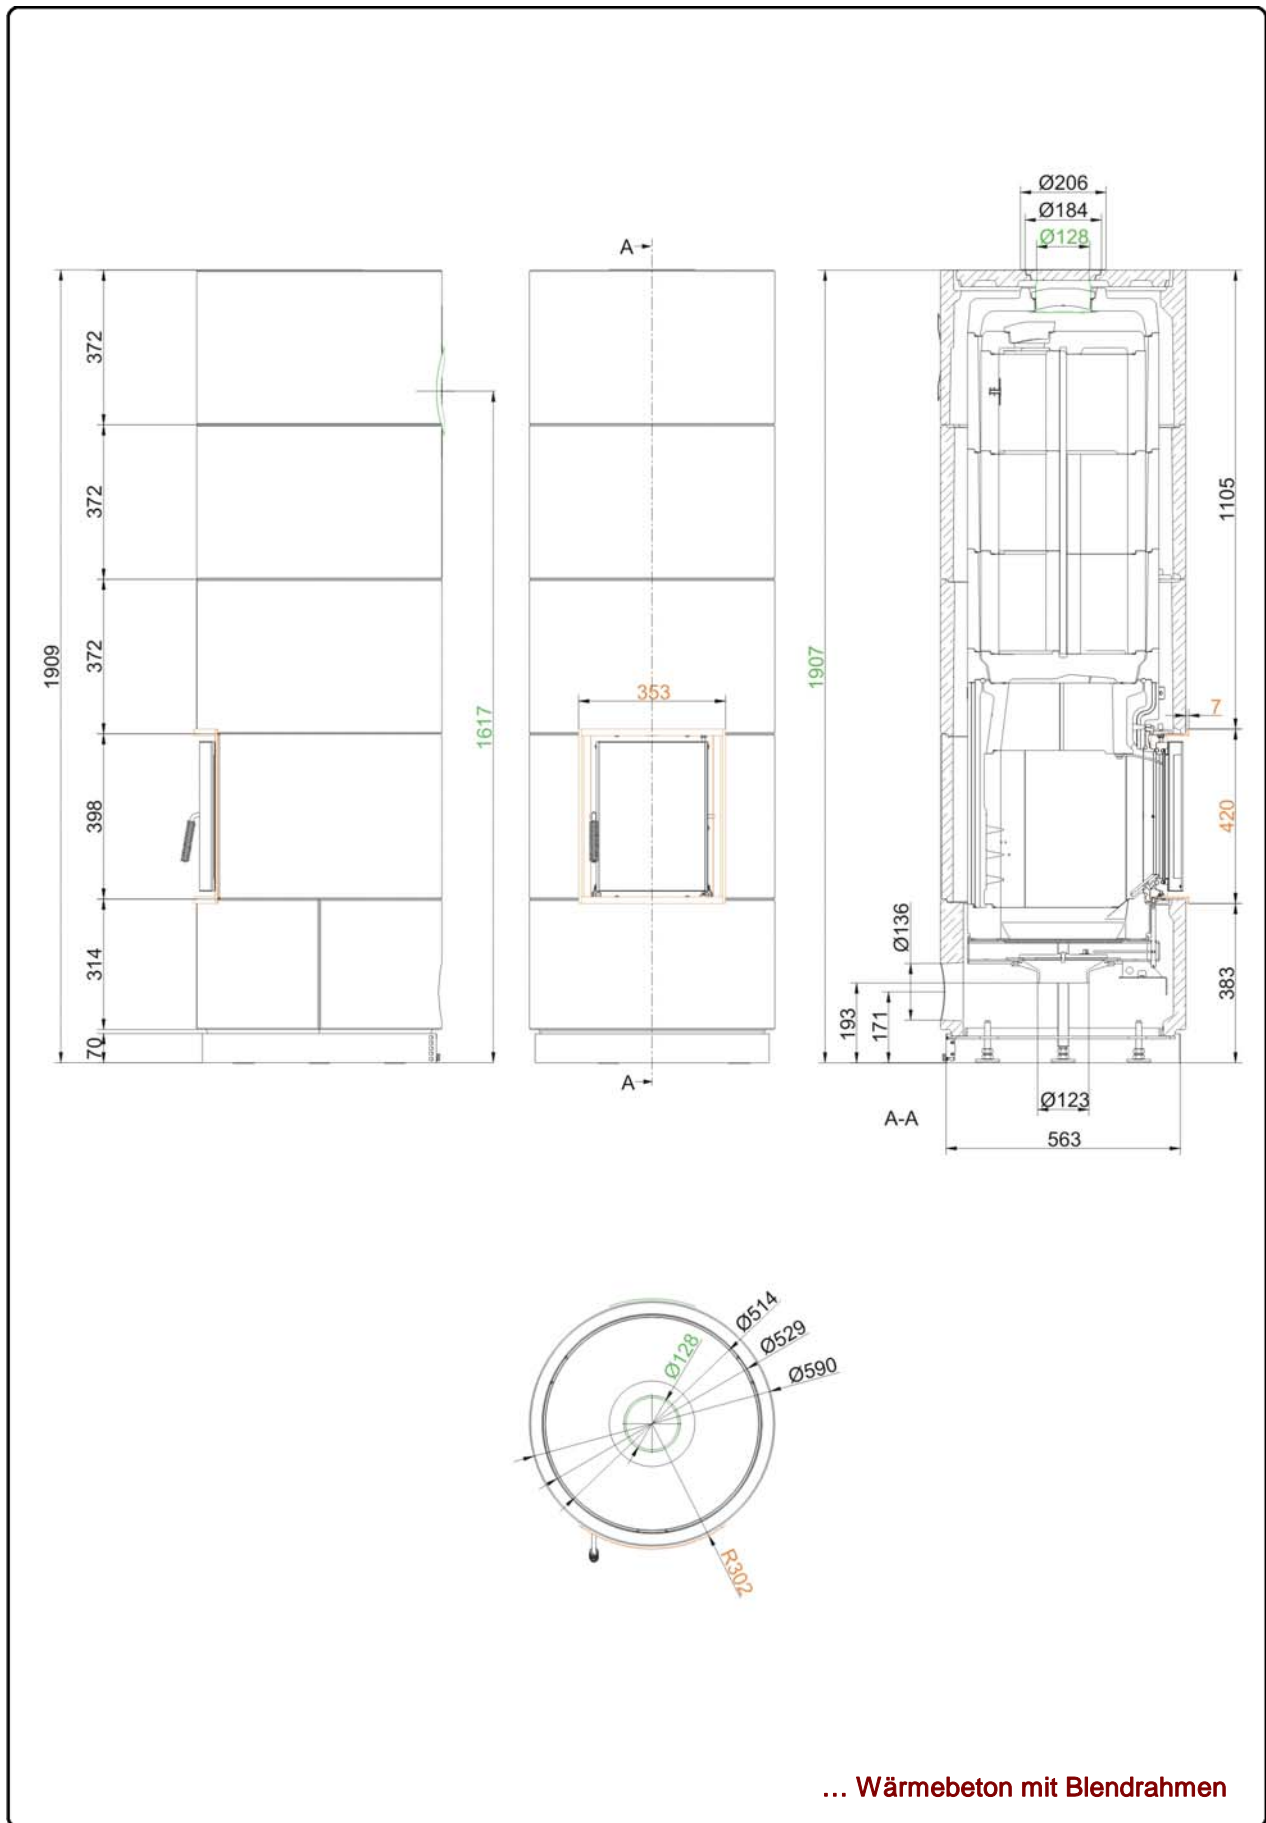 Ø206
Ø184
Ø128
A
372
372
372
398
314
70
1909
1617
353
A
1907
1105
7
420
383
Ø136
193
171
Ø123
A-A
563
Ø514
Ø529
Ø590
Ø128
R302
... Wärmebeton mit Blendrahmen